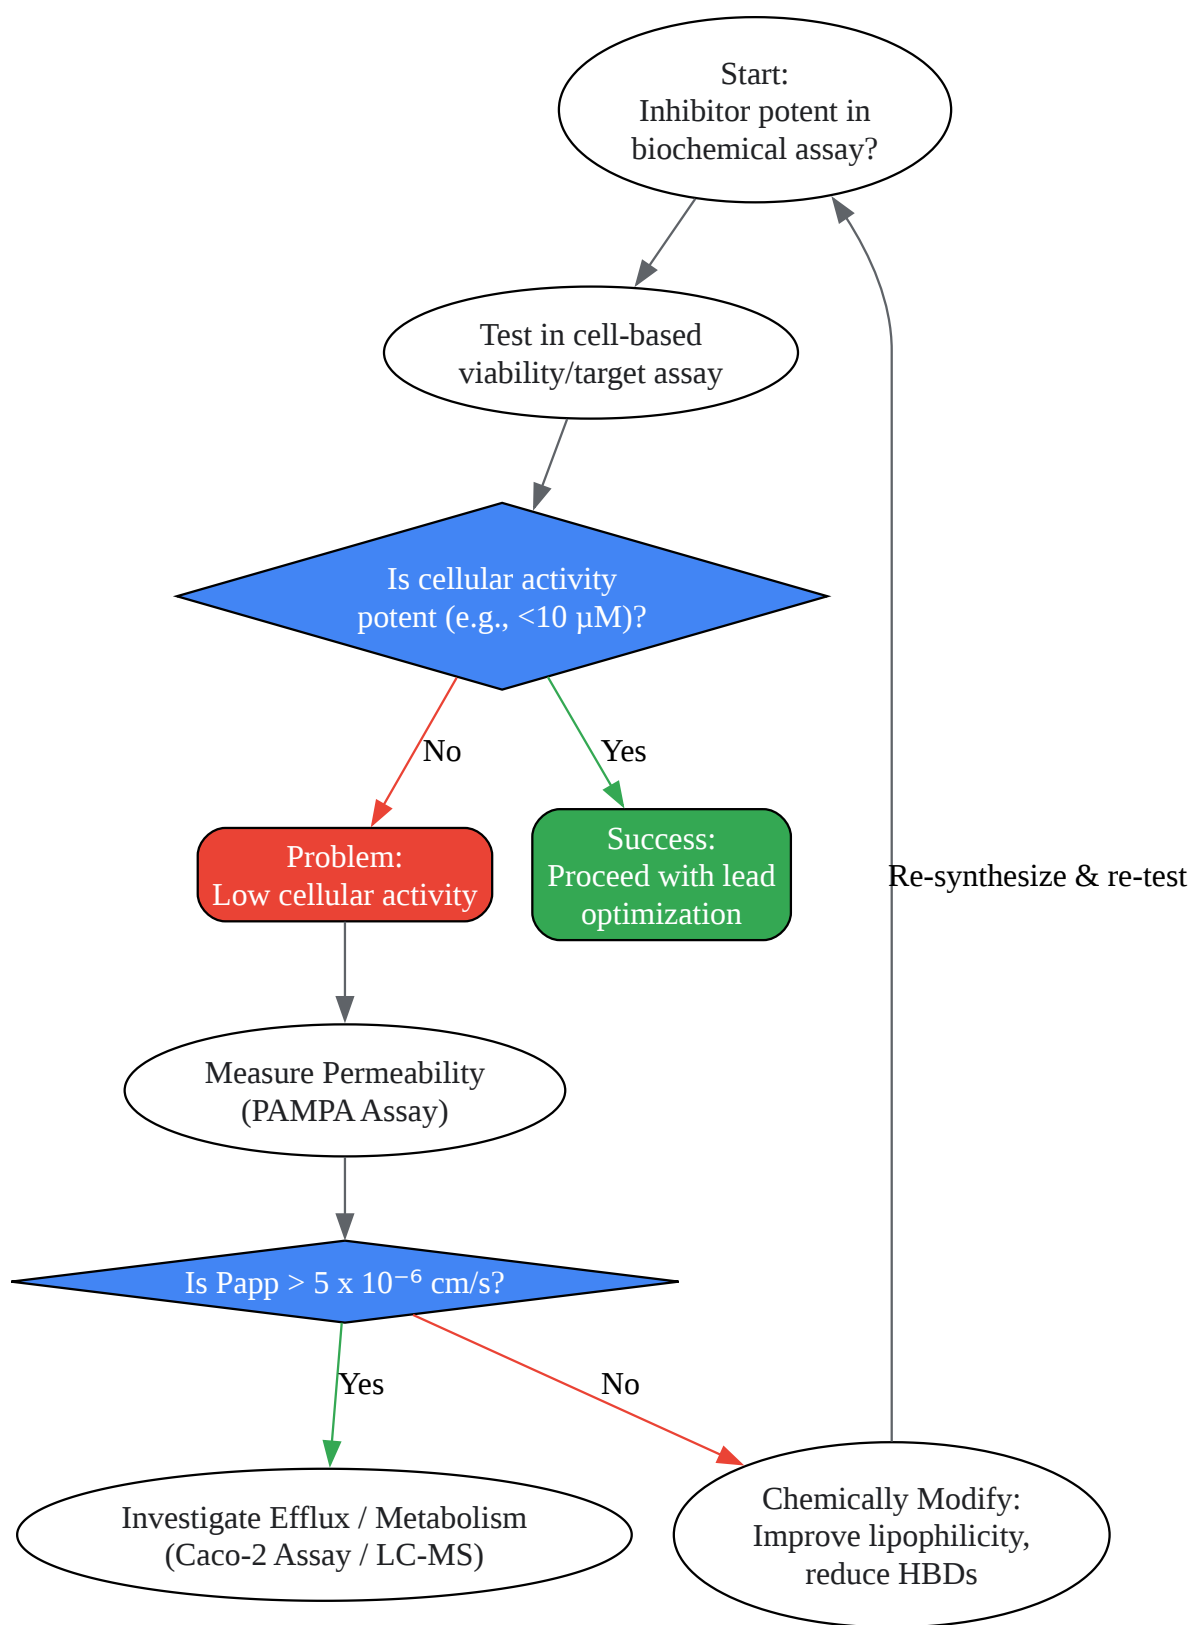 Start:
Inhibitor potent in
biochemical assay?
Test in cell-based
viability/target assay
Is cellular activity
potent (e.g., <10 µM)?
No
Yes
Problem:
Low cellular activity
Success:
Proceed with lead
optimization
Re-synthesize & re-test
Measure Permeability
(PAMPA Assay)
Is Papp > 5 x 10⁻⁶ cm/s?
Yes
No
Investigate Efflux / Metabolism
(Caco-2 Assay / LC-MS)
Chemically Modify:
Improve lipophilicity,
reduce HBDs